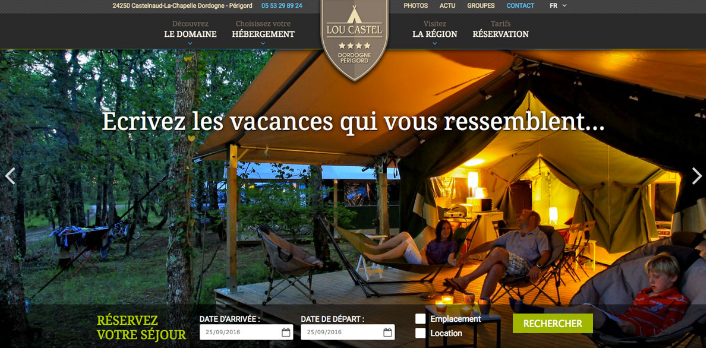 24250 Castelnaud-La-Chapelle Dordogne - Périgord 05 53 29 89 24
PHOTOS ACTU GROUPES CONTACT FR
Découvrez
LE DOMAINE
Choisissez votre
HÉBERGEMENT
LOU CASTEL
DORDOGNE
PÉRIGORD
Visitez
LA RÉGION
Tarifs
RÉSERVATION
Ecrivez les vacances qui vous ressemblent...
RÉSERVEZ
VOTRE SÉJOUR
DATE D'ARRIVÉE :
25/09/2018
DATE DE DÉPART :
25/09/2018
Emplacement
Location
RECHERCHER